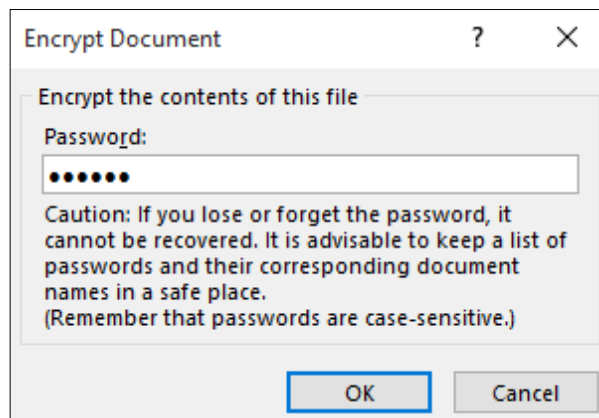 Encrypt Document ?
Encrypt the contents of this file
Password:
••••••
Caution: If you lose or forget the password, it
cannot be recovered. It is advisable to keep a list of
passwords and their corresponding document
names in a safe place.
(Remember that passwords are case-sensitive.)
OK Cancel